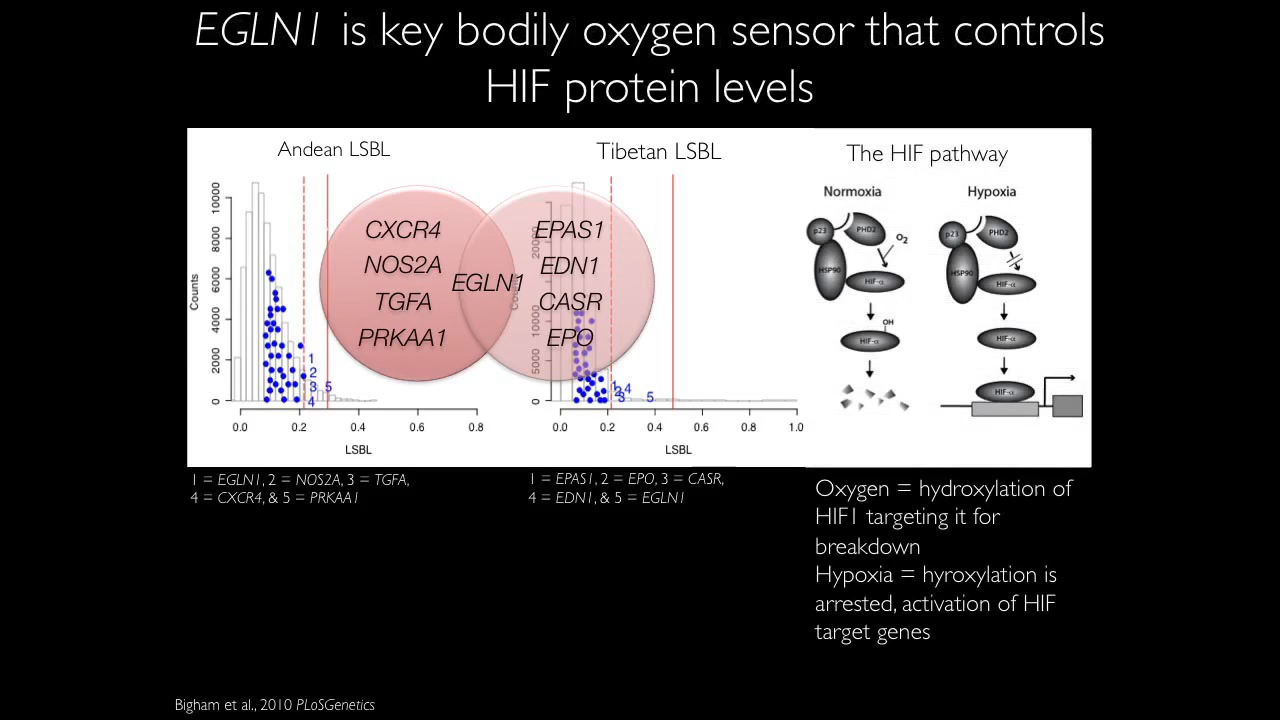 EGLN1 is key bodily oxygen sensor that controls
HIF protein levels
Andean LSBL
Counts
0
2000
4000
6000
8000
10000
0.0
0.2
0.4
0.6
0.8
LSBL
1
2
3
4
5
CXCR4
NOS2A
TGFA
PRKAA1
EGLN1
EPAS1
EDN1
CASR
EPO
Tibetan LSBL
Counts
0
5000
10000
20000
0.0
0.2
0.4
0.6
0.8
1.0
LSBL
1
2
3
4
5
The HIF pathway
Normoxia
p23
PHD2
O2
HSP90
HIF-α
OH
HIF-α
Hypoxia
p23
PHD2
HSP90
HIF-α
HIF-α
HIF-α
1 = EGLN1, 2 = NOS2A, 3 = TGFA,
4 = CXCR4, & 5 = PRKAA1
1 = EPAS1, 2 = EPO, 3 = CASR,
4 = EDN1, & 5 = EGLN1
Oxygen = hydroxylation of
HIF1 targeting it for
breakdown
Hypoxia = hyroxylation is
arrested, activation of HIF
target genes
Bigham et al., 2010 PLoSGenetics